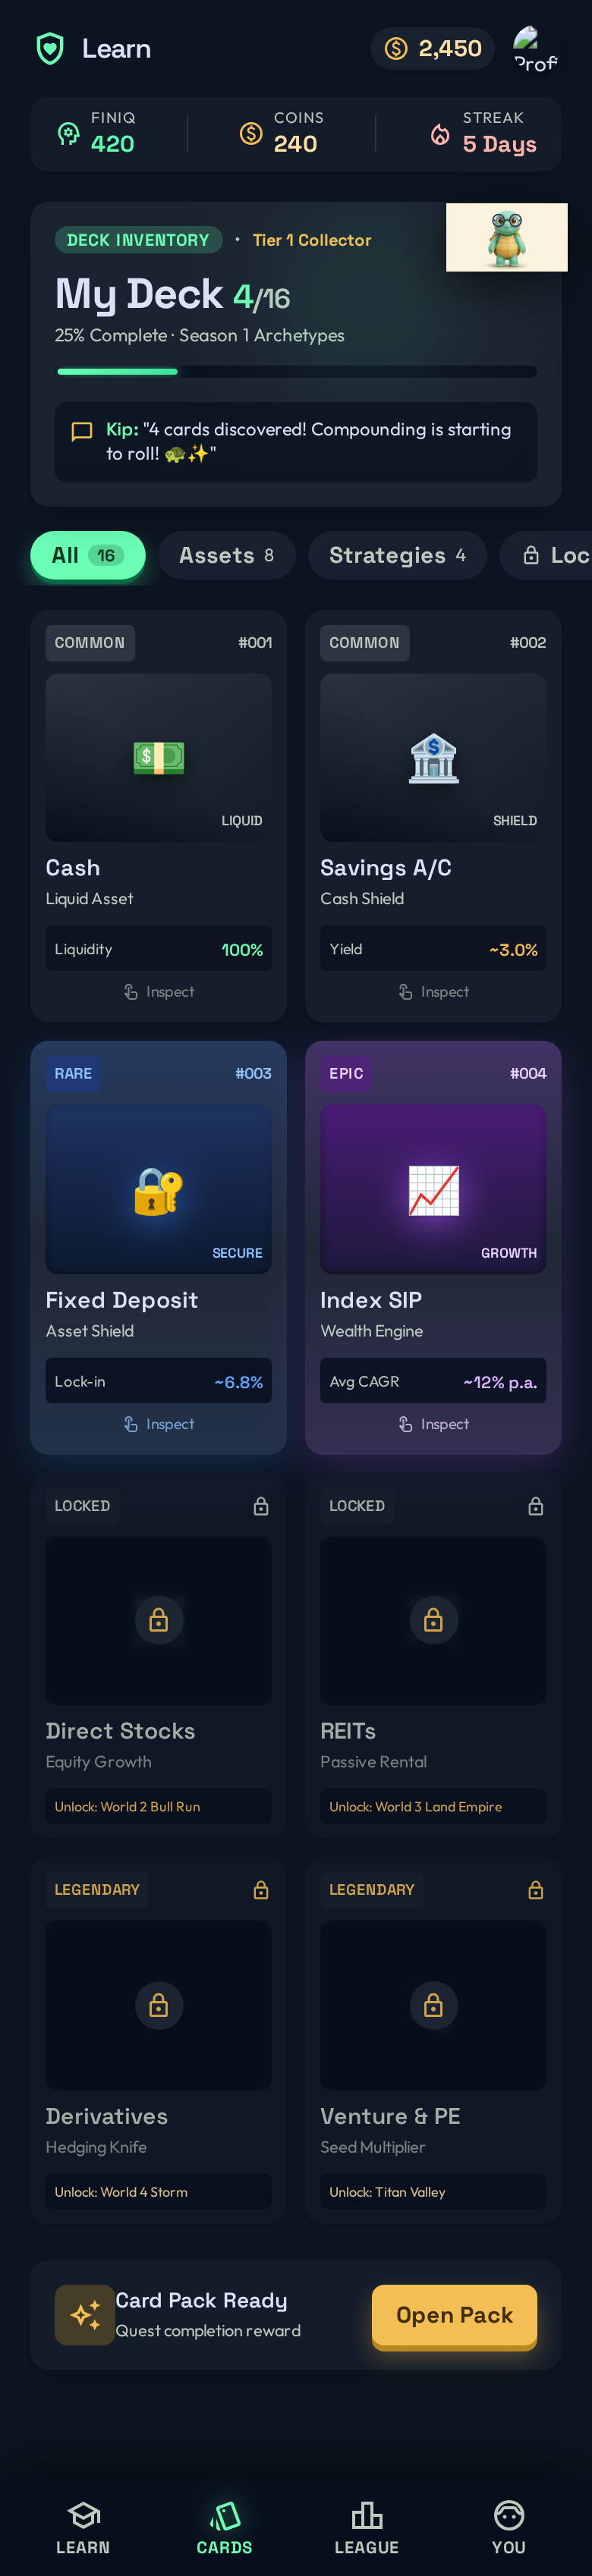 Learn
2,450
Profi
FINIQ
420
COINS
240
STREAK
5 Days
DECK INVENTORY • Tier 1 Collector
My Deck 4/16
25% Complete · Season 1 Archetypes
Kip: "4 cards discovered! Compounding is starting
to roll! 🐢✨"
All 16
Assets 8
Strategies 4
Loc
COMMON #001
LIQUID
Cash
Liquid Asset
Liquidity 100%
Inspect
COMMON #002
SHIELD
Savings A/C
Cash Shield
Yield ~3.0%
Inspect
RARE #003
SECURE
Fixed Deposit
Asset Shield
Lock-in ~6.8%
Inspect
EPIC #004
GROWTH
Index SIP
Wealth Engine
Avg CAGR ~12% p.a.
Inspect
LOCKED
Direct Stocks
Equity Growth
Unlock: World 2 Bull Run
LOCKED
REITs
Passive Rental
Unlock: World 3 Land Empire
LEGENDARY
Derivatives
Hedging Knife
Unlock: World 4 Storm
LEGENDARY
Venture & PE
Seed Multiplier
Unlock: Titan Valley
Card Pack Ready
Quest completion reward
Open Pack
LEARN
CARDS
LEAGUE
YOU